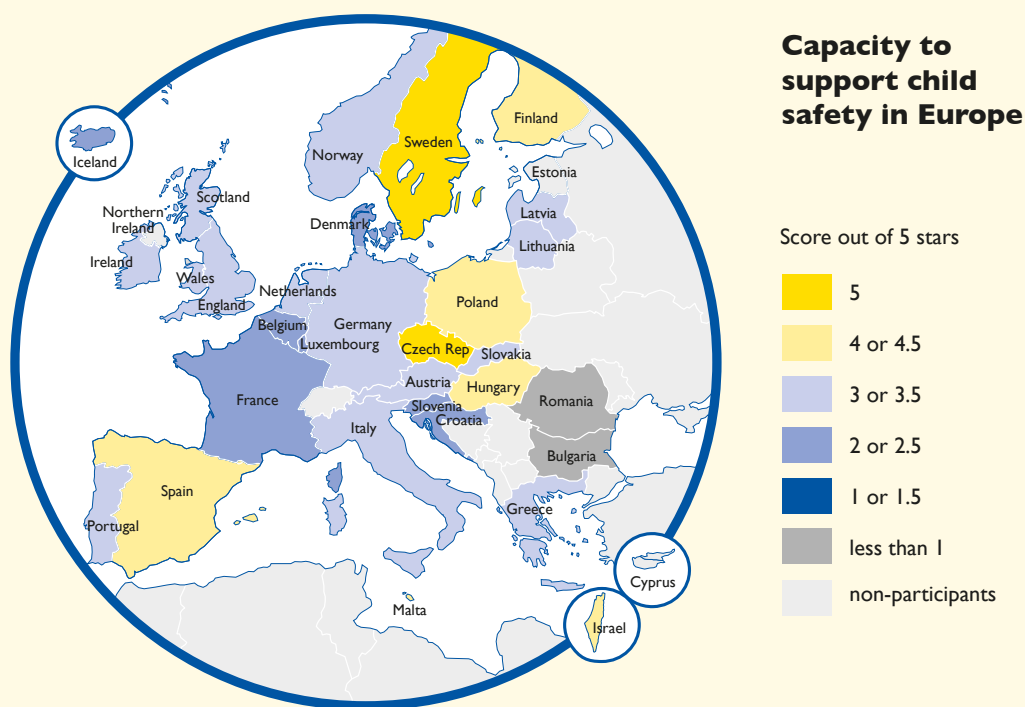 Capacity to
support child
safety in Europe
Score out of 5 stars
5
4 or 4.5
3 or 3.5
2 or 2.5
1 or 1.5
less than 1
non-participants
Iceland
Norway
Sweden
Finland
Estonia
Scotland
Northern
Ireland
Ireland
Wales
England
Denmark
Latvia
Lithuania
Netherlands
Belgium
Luxembourg
Germany
Poland
Czech Rep
Slovakia
Austria
Hungary
France
Slovenia
Croatia
Romania
Italy
Bulgaria
Spain
Portugal
Greece
Malta
Cyprus
Israel